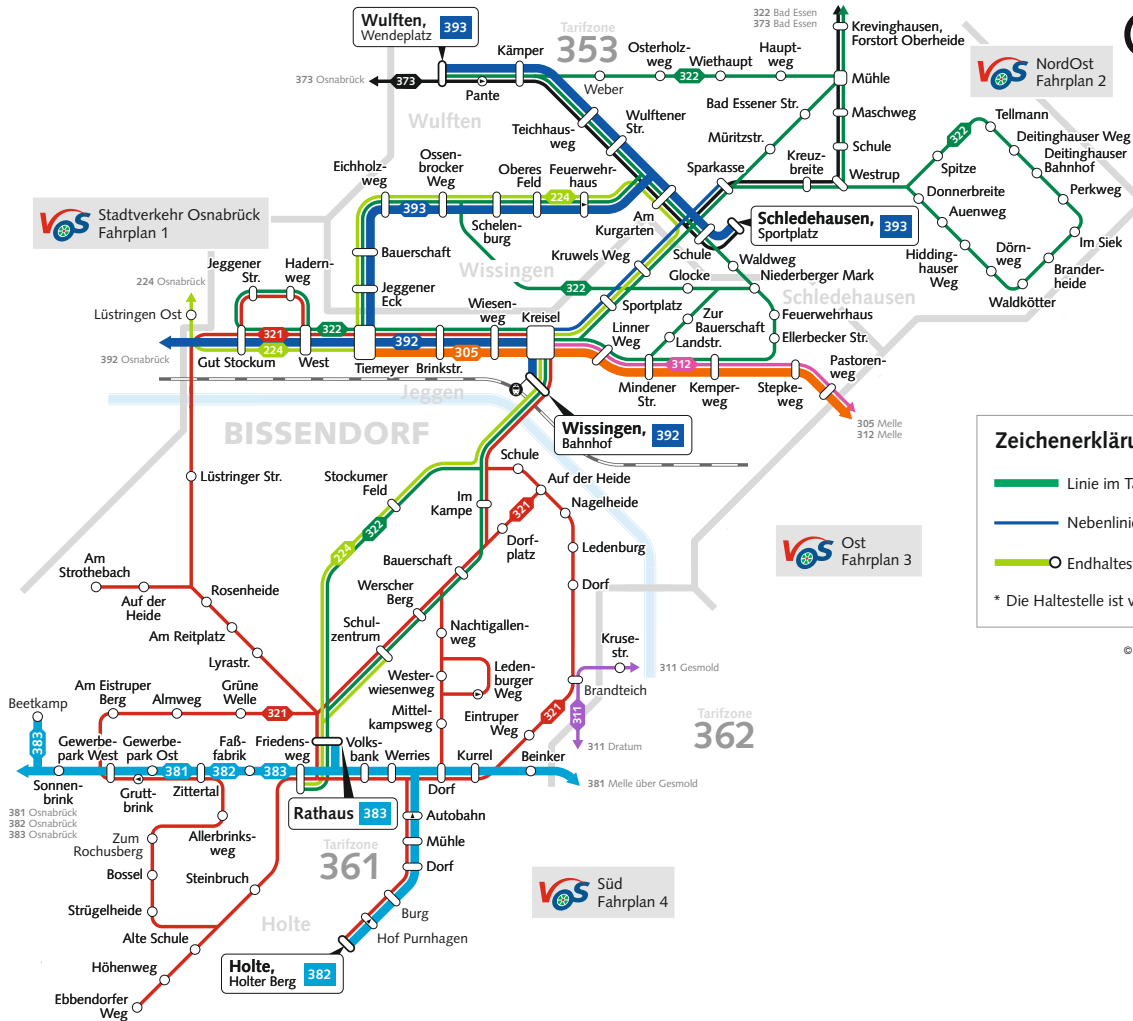 Wulften,
Wendeplatz
393
Tarifzone
353
322 Bad Essen
373 Bad Essen
Krevinghausen,
Forstort Oberheide
VOS
NordOst
Fahrplan 2
373 Osnabrück
373
Pante
Kämper
Osterholz-
weg
322
Wiethaupt
Haupt-
weg
Weber
Mühle
Bad Essener Str.
Maschweg
Müritzstr.
Schule
Wulften
Teichhaus-
weg
Wulftener
Str.
Sparkasse
Kreuz-
breite
Westrup
322
Tellmann
Deitinghauser Weg
Deitinghauser
Bahnhof
Spitze
Perkweg
Donnerbreite
Auenweg
Im Siek
Dörn-
weg
Hidding-
hauser
Weg
Brander-
heide
Waldkötter
Eichholz-
weg
Ossen-
brocker
Weg
Oberes
Feld
Feuerwehr-
haus
224
393
Schelen-
burg
Am
Kurgarten
Schledehausen,
Sportplatz
393
VOS
Stadtverkehr Osnabrück
Fahrplan 1
Bauerschaft
Jeggener
Eck
Wissingen
Kruwels Weg
Schule
Waldweg
Glocke
Niederberger Mark
322
Schledehausen
Sportplatz
Zur
Bauerschaft
Landstr.
Feuerwehrhaus
Ellerbecker Str.
224 Osnabrück
Jeggener
Str.
Hadern-
weg
Lüstringen Ost
322
321
224
392 Osnabrück
Gut Stockum
West
Tiemeyer
Brinkstr.
392
305
Wiesen-
weg
Kreisel
Linner
Weg
312
Mindener
Str.
Kemper-
weg
Stepke-
weg
Pastoren-
weg
305 Melle
312 Melle
Jeggen
BISSENDORF
Wissingen,
Bahnhof
392
Lüstringer Str.
Stockumer
Feld
Schule
Auf der Heide
Im
Kampe
321
Nagelheide
Dorf-
platz
Ledenburg
224
322
Bauerschaft
Dorf
Werscher
Berg
Schul-
zentrum
VOS
Ost
Fahrplan 3
Am
Strothebach
Auf der
Heide
Rosenheide
Am Reitplatz
Lyrastr.
Nachtigallen-
weg
Wester-
wiesenweg
Leden-
burger
Weg
Mittel-
kampsweg
Eintruper
Weg
321
Kruse-
str.
311 Gesmold
Brandteich
311
311 Dratum
Tarifzone
362
Am Eistruper
Berg
Almweg
Grüne
Welle
321
Beetkamp
383
Gewerbe-
park West
Gewerbe-
park Ost
Faß-
fabrik
Friedens-
weg
Volks-
bank
Werries
Kurrel
Beinker
381
382
383
Sonnen-
brink
Grutt-
brink
Zittertal
Dorf
381 Melle über Gesmold
381 Osnabrück
382 Osnabrück
383 Osnabrück
Rathaus
383
Zum
Rochusberg
Allerbrinks-
weg
Autobahn
Mühle
Dorf
Tarifzone
361
Bossel
Steinbruch
Strügelheide
Burg
Hof Purnhagen
Alte Schule
Holte
Höhenweg
Holte,
Holter Berg
382
Ebbendorfer
Weg
VOS
Süd
Fahrplan 4
Zeichenerkläru
Linie im Ta
Nebenlinie
Endhaltes
* Die Haltestelle ist v
©